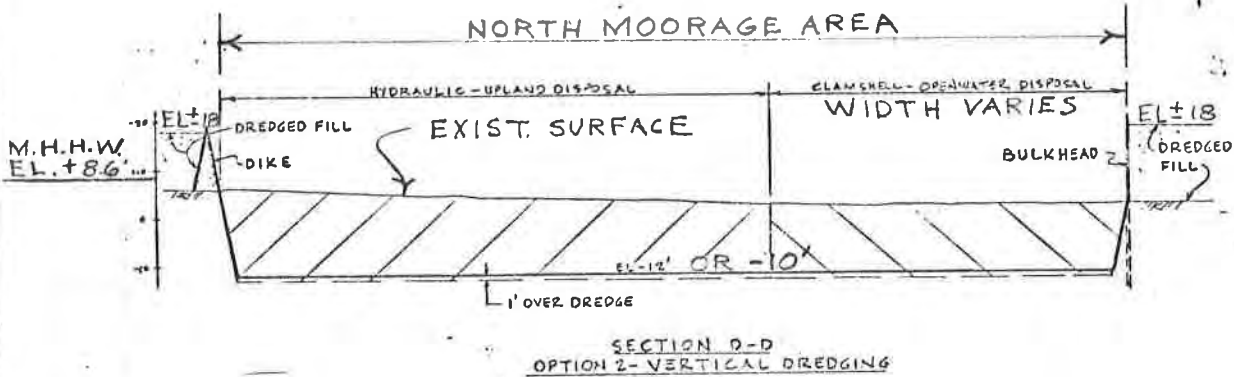 NORTH MOORAGE AREA
HYDRAULIC - UPLAND DISPOSAL
CLAMSHELL - OPENWATER DISPOSAL
WIDTH VARIES
EL ± 18
DREDGED FILL
EXIST. SURFACE
EL ± 18
M.H.H.W.
EL. +8.6'
DIKE
BULKHEAD
DREDGED
FILL
0
EL -12' OR -10'
1' OVER DREDGE
SECTION D-D
OPTION 2 - VERTICAL DREDGING